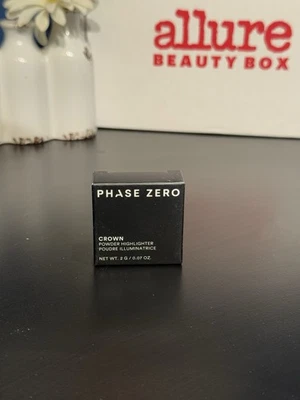 allure
BEAUTY BOX
PHASE ZERO
CROWN
POWDER HIGHLIGHTER
POUDRE ILLUMINATRICE
NET WT. 2 G / 0.07 OZ.